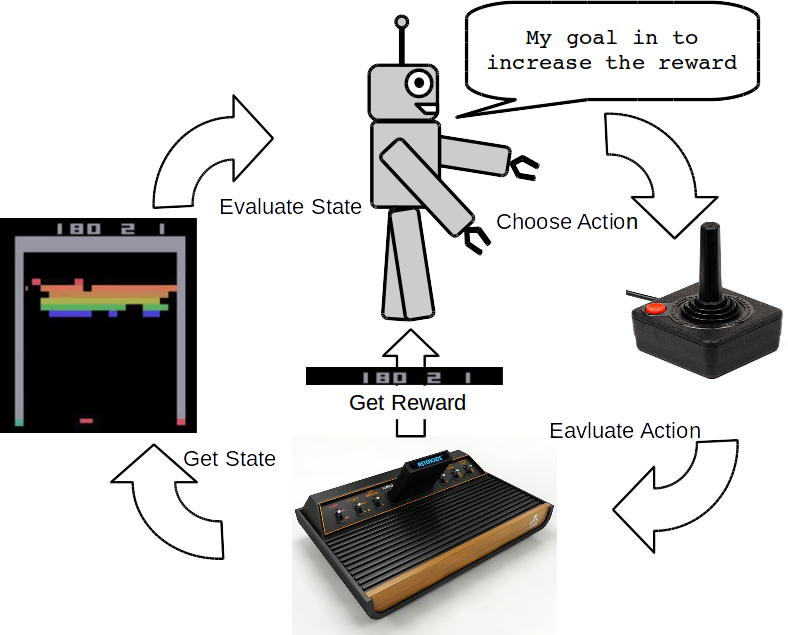 My goal in to
increase the reward
Evaluate State
Choose Action
180 2 1
180 2 1
Get Reward
Eavluate Action
Get State
ASTEROIDS